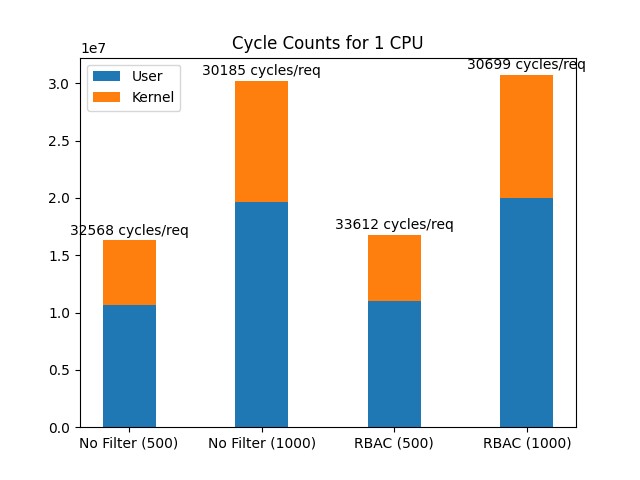 Cycle Counts for 1 CPU
1e7
User
Kernel
32568 cycles/req
30185 cycles/req
33612 cycles/req
30699 cycles/req
3.0
2.5
2.0
1.5
1.0
0.5
0.0
No Filter (500)
No Filter (1000)
RBAC (500)
RBAC (1000)